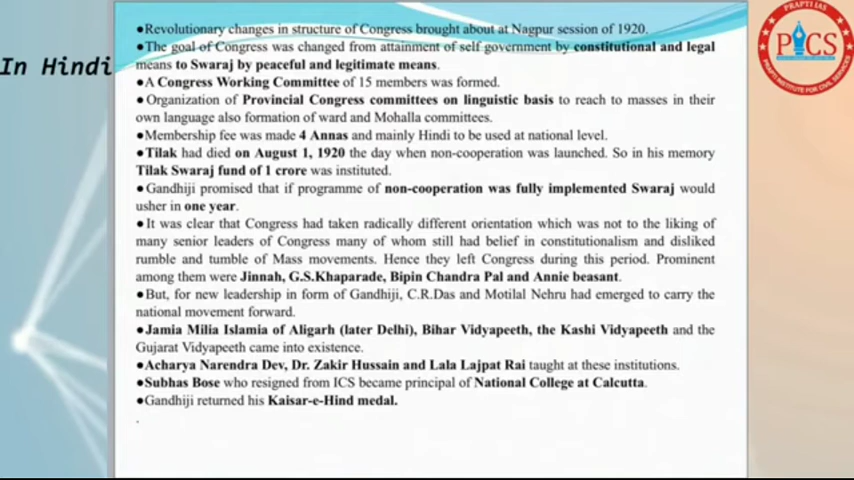 In Hindi
●Revolutionary changes in structure of Congress brought about at Nagpur session of 1920.
●The goal of Congress was changed from attainment of self government by constitutional and legal
means to Swaraj by peaceful and legitimate means.
●A Congress Working Committee of 15 members was formed.
●Organization of Provincial Congress committees on linguistic basis to reach to masses in their
own language also formation of ward and Mohalla committees.
●Membership fee was made 4 Annas and mainly Hindi to be used at national level.
●Tilak had died on August 1, 1920 the day when non-cooperation was launched. So in his memory
Tilak Swaraj fund of 1 crore was instituted.
●Gandhiji promised that if programme of non-cooperation was fully implemented Swaraj would
usher in one year.
●It was clear that Congress had taken radically different orientation which was not to the liking of
many senior leaders of Congress many of whom still had belief in constitutionalism and disliked
rumble and tumble of Mass movements. Hence they left Congress during this period. Prominent
among them were Jinnah, G.S.Khaparade, Bipin Chandra Pal and Annie beasant.
●But, for new leadership in form of Gandhiji, C.R.Das and Motilal Nehru had emerged to carry the
national movement forward.
●Jamia Milia Islamia of Aligarh (later Delhi), Bihar Vidyapeeth, the Kashi Vidyapeeth and the
Gujarat Vidyapeeth came into existence.
●Acharya Narendra Dev, Dr. Zakir Hussain and Lala Lajpat Rai taught at these institutions.
●Subhas Bose who resigned from ICS became principal of National College at Calcutta.
●Gandhiji returned his Kaisar-e-Hind medal.
.
PRAPTI IAS
PiCS
PRAPTI INSTITUTE FOR CIVIL SERVICES